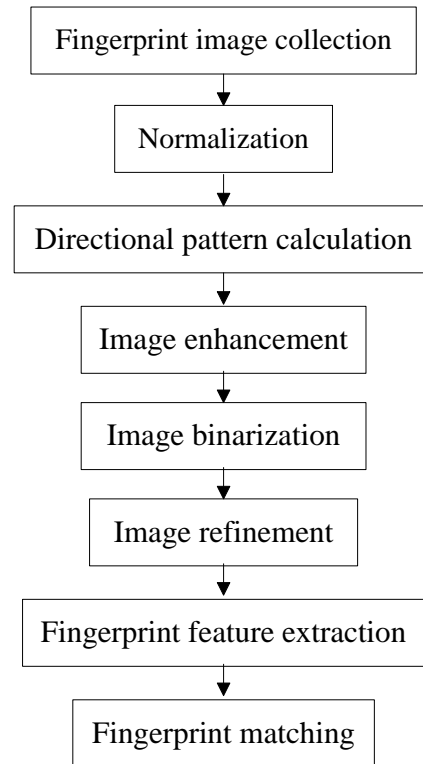 Fingerprint image collection
Normalization
Directional pattern calculation
Image enhancement
Image binarization
Image refinement
Fingerprint feature extraction
Fingerprint matching